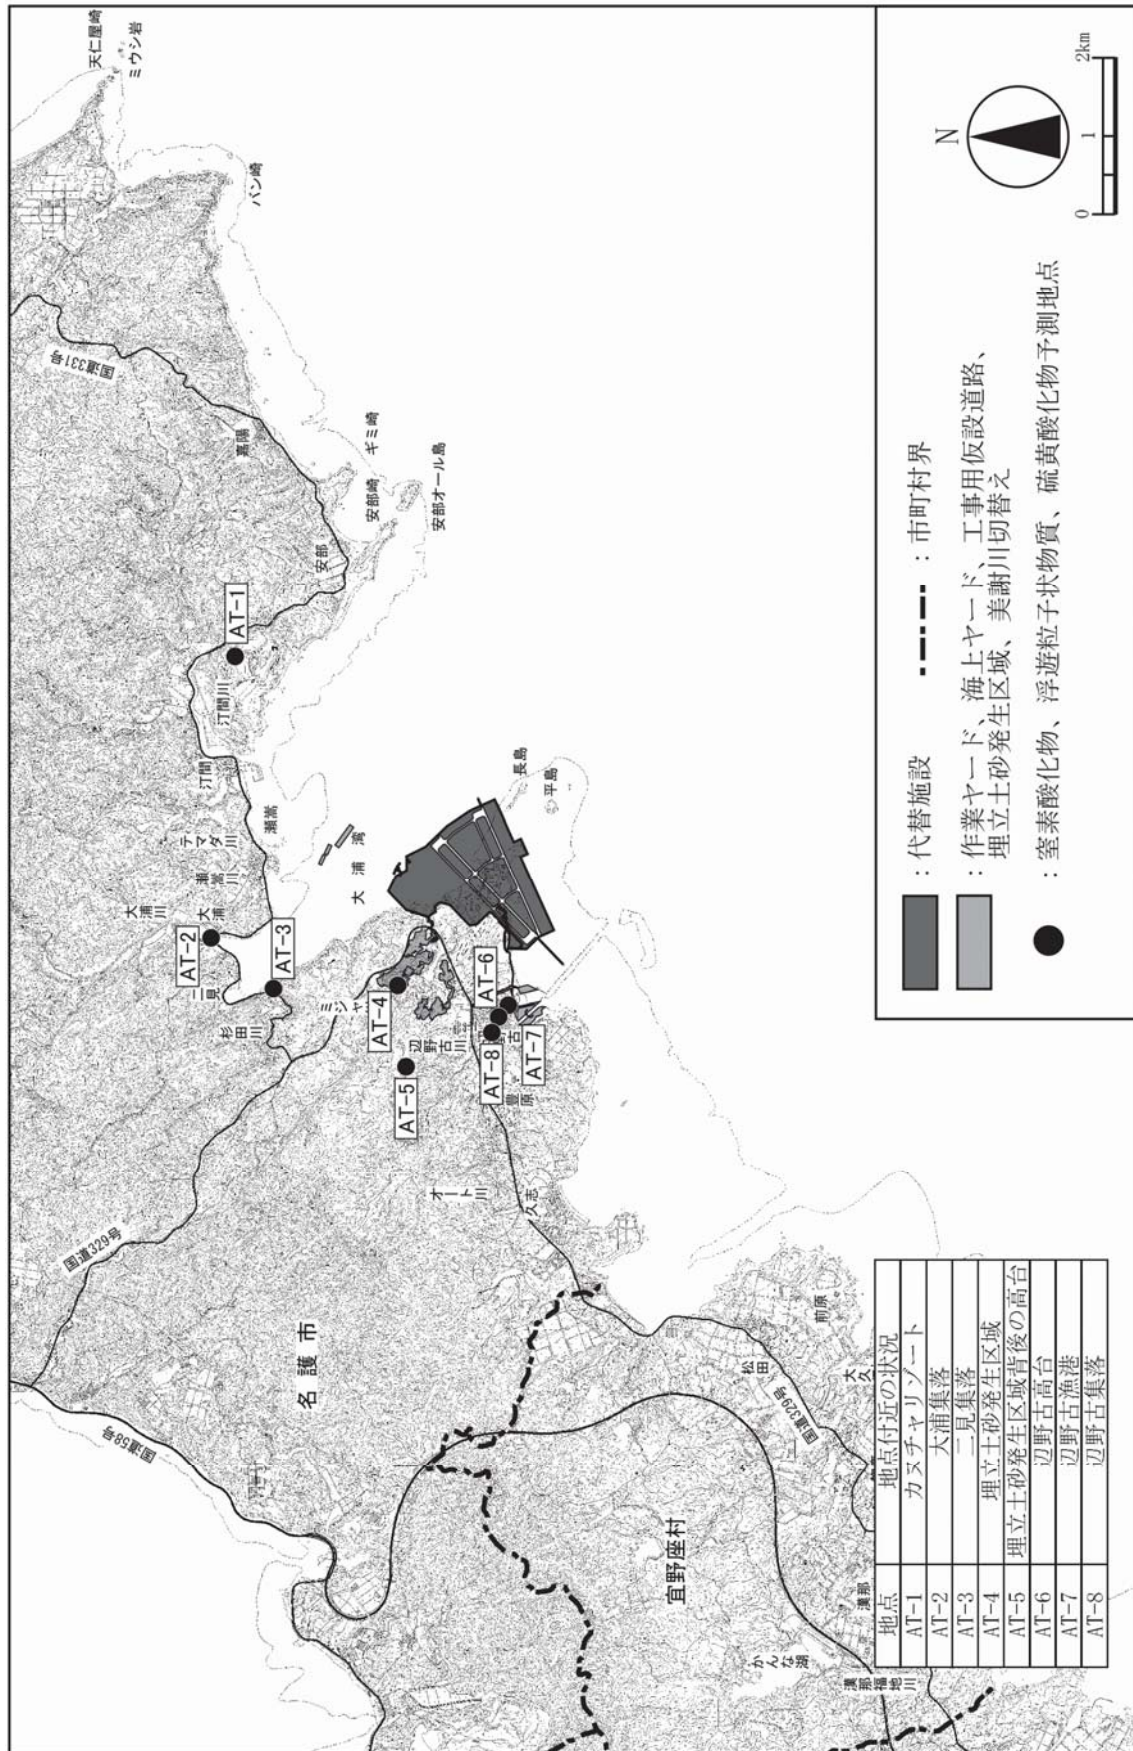 天仁屋崎
ミウシ岩
バン崎
国道331号
嘉陽
ギミ崎
安部崎
安部オール島
安部
AT-1
汀間川
汀間
テマダ川
瀬嵩
瀬嵩川
大浦川
大浦
AT-2
AT-3
二見
杉田川
大浦湾
長島
平島
AT-4
辺野古川
AT-5
AT-6
AT-7
AT-8
豊原
オート川
久志
国道329号
名護市
国道58号
前原
松田
国道329号
宜野座村
かんな湖
漢那
漢那福地川
地点 地点付近の状況
AT-1 カヌチャリゾート
AT-2 大浦集落
AT-3 二見集落
AT-4 埋立土砂発生区域
AT-5 埋立土砂発生区域背後の高台
AT-6 辺野古高台
AT-7 辺野古漁港
AT-8 辺野古集落
：代替施設 ：市町村界
：作業ヤード、海上ヤード、工事用仮設道路、
埋立土砂発生区域、美謝川切替え
：窒素酸化物、浮遊粒子状物質、硫黄酸化物予測地点
N
0 1 2km